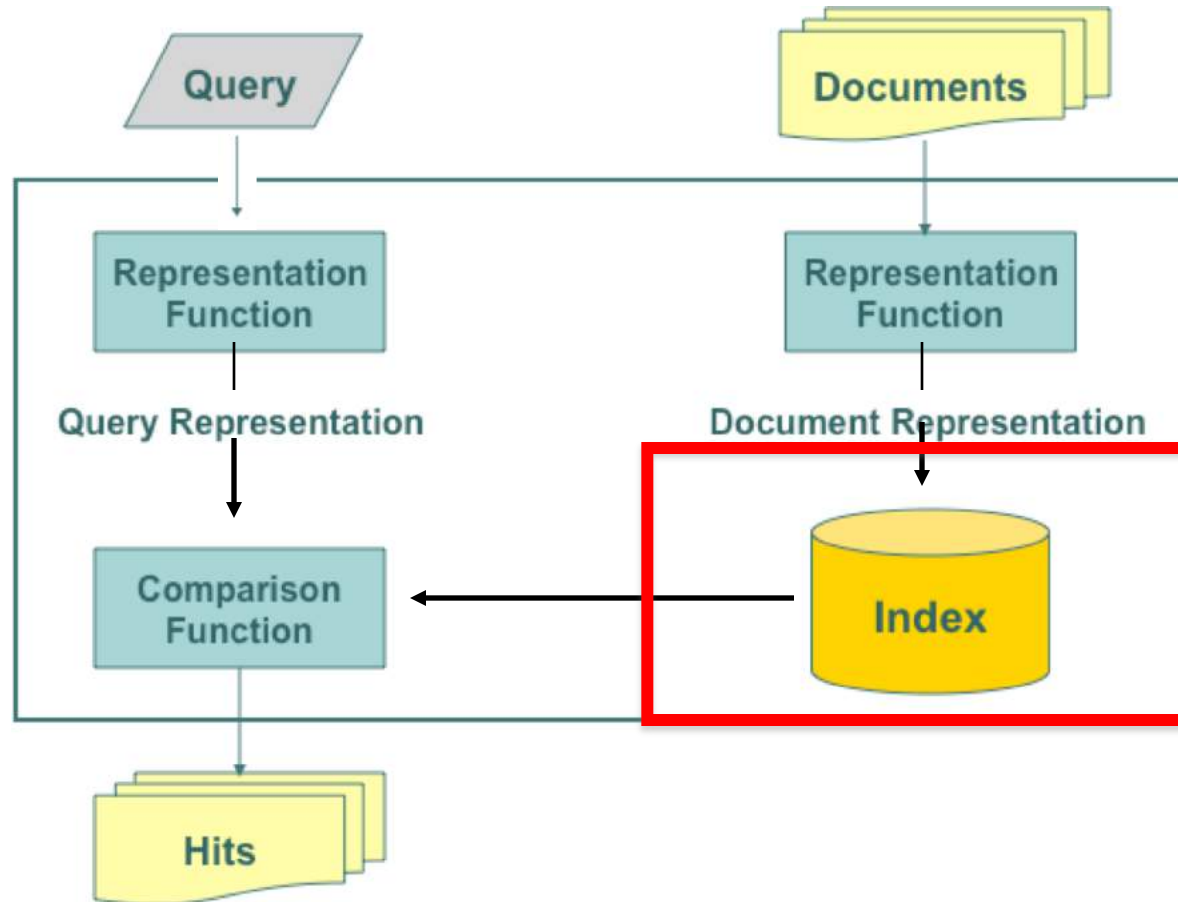 Query
Documents
Representation
Function
Representation
Function
Query Representation
Document Representation
Comparison
Function
Index
Hits